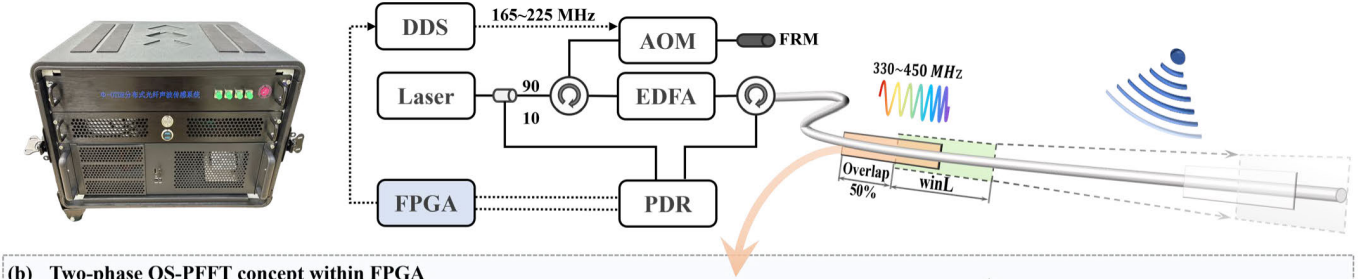 DDS
165~225 MHz
AOM
FRM
Laser
90
10
EDFA
330~450 MHz
Overlap
50%
winL
FPGA
PDR
(b) Two-phase OS-PFFT concept within FPGA